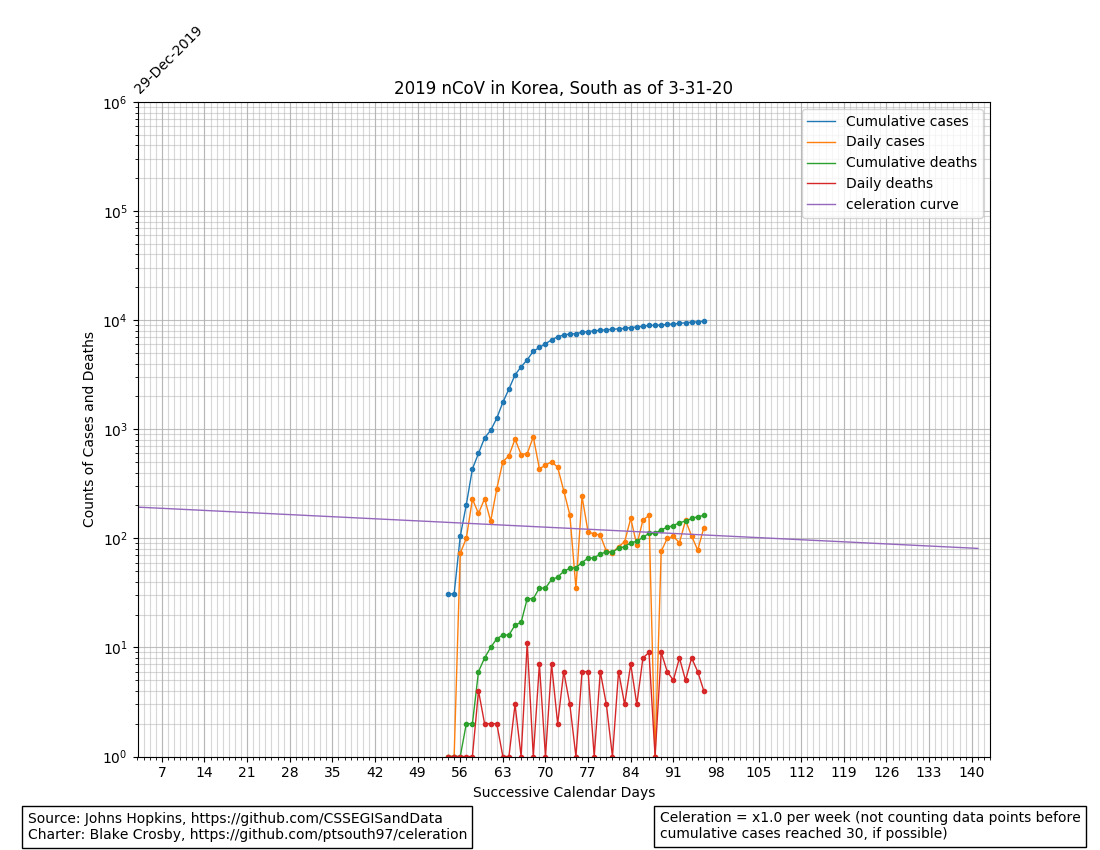 29-Dec-2019
2019 nCoV in Korea, South as of 3-31-20
10^6
10^5
10^4
10^3
10^2
10^1
10^0
Counts of Cases and Deaths
Cumulative cases
Daily cases
Cumulative deaths
Daily deaths
celeration curve
7 14 21 28 35 42 49 56 63 70 77 84 91 98 105 112 119 126 133 140
Successive Calendar Days
Source: Johns Hopkins, https://github.com/CSSEGISandData
Charter: Blake Crosby, https://github.com/ptsouth97/celeration
Celeration = x1.0 per week (not counting data points before
cumulative cases reached 30, if possible)